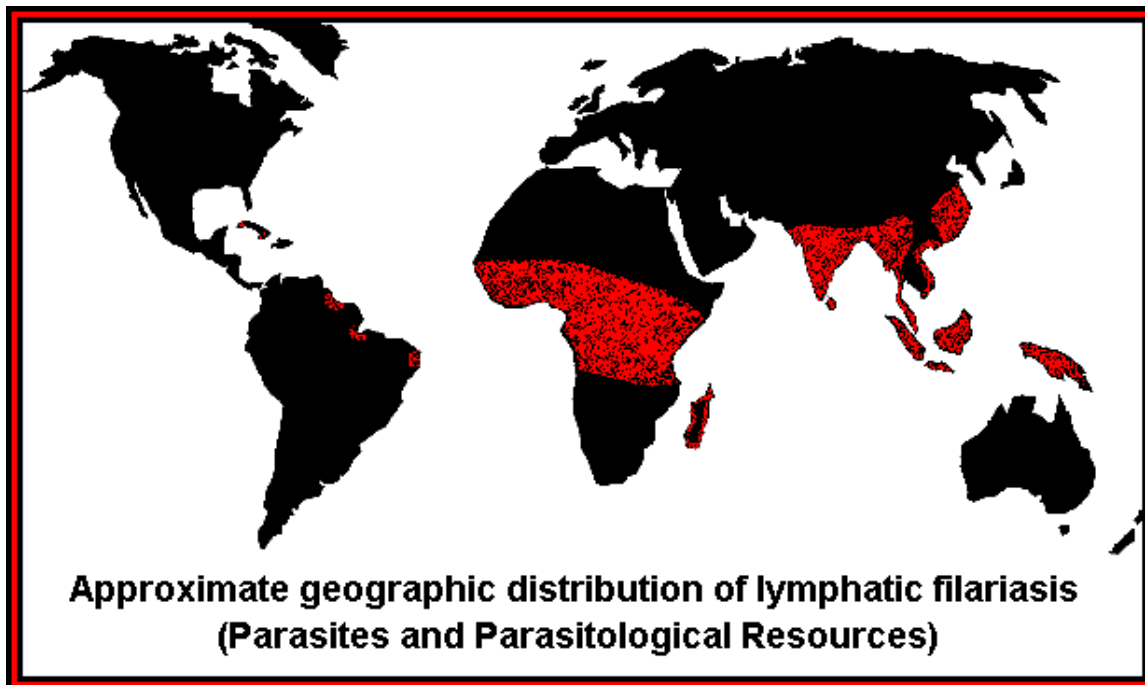 Approximate geographic distribution of lymphatic filariasis
(Parasites and Parasitological Resources)